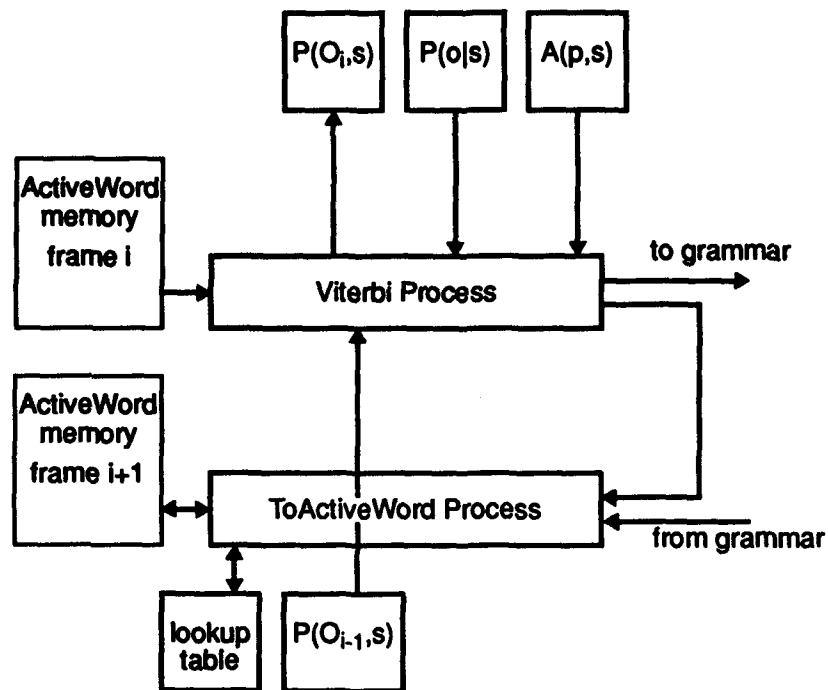 P(Oi,s)
P(o|s)
A(p,s)
ActiveWord
memory
frame i
to grammar
Viterbi Process
ActiveWord
memory
frame i+1
ToActiveWord Process
from grammar
lookup
table
P(Oi-1,s)